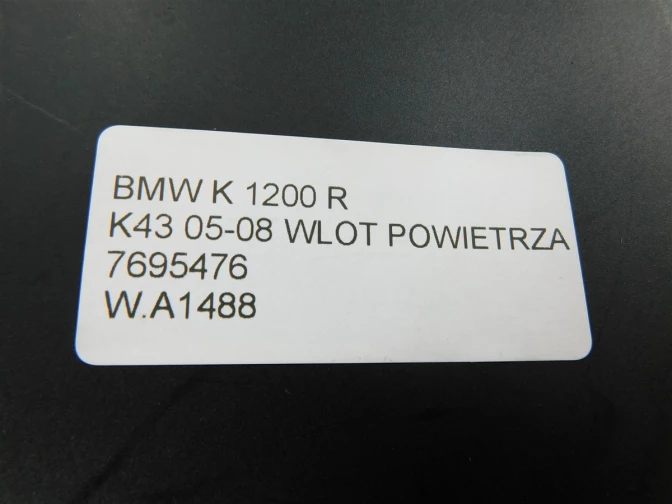 BMW K 1200 R
K43 05-08 WLOT POWIETRZA
7695476
W.A1488